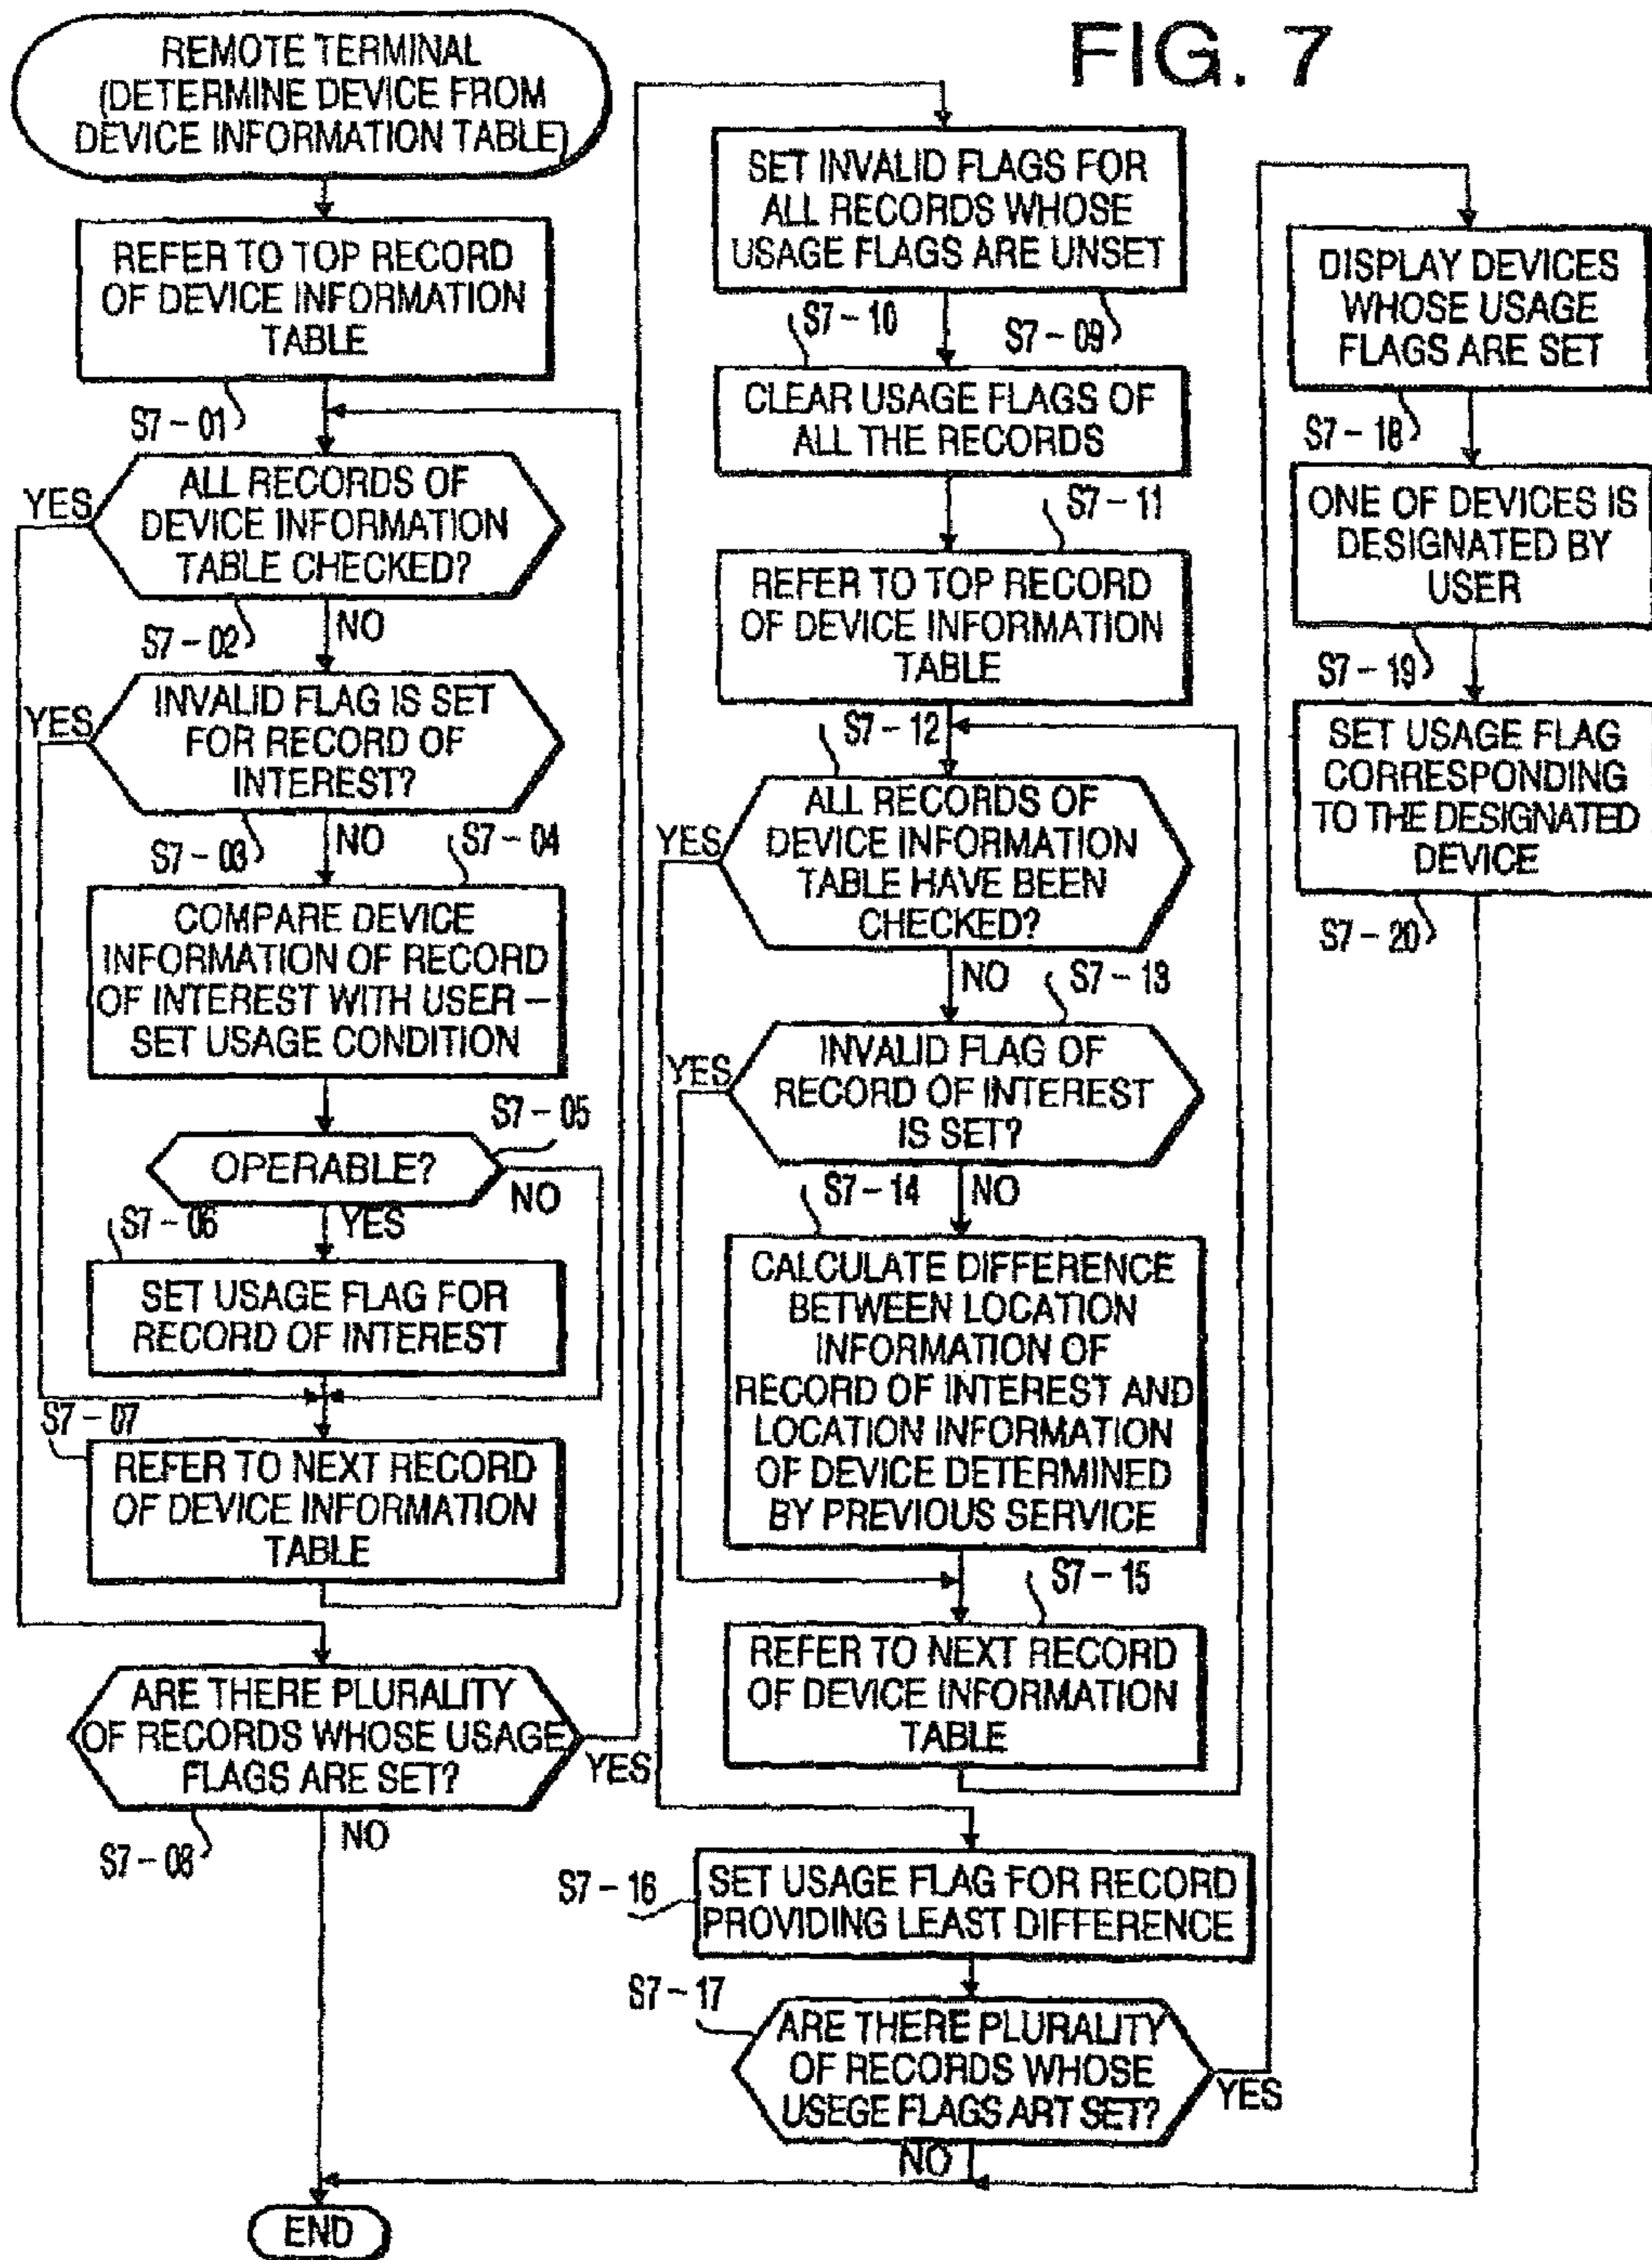 FIG. 7
REMOTE TERMINAL
(DETERMINE DEVICE FROM
DEVICE INFORMATION TABLE)
REFER TO TOP RECORD
OF DEVICE INFORMATION
TABLE
S7-01
ALL RECORDS OF
DEVICE INFORMATION
TABLE CHECKED?
YES
S7-02
NO
INVALID FLAG IS SET
FOR RECORD OF
INTEREST?
YES
S7-03
NO
S7-04
COMPARE DEVICE
INFORMATION OF RECORD
OF INTEREST WITH USER -
SET USAGE CONDITION
S7-05
OPERABLE?
NO
S7-06
YES
SET USAGE FLAG FOR
RECORD OF INTEREST
S7-07
REFER TO NEXT RECORD
OF DEVICE INFORMATION
TABLE
ARE THERE PLURALITY
OF RECORDS WHOSE USAGE
FLAGS ARE SET?
YES
S7-08
NO
END
SET INVALID FLAGS FOR
ALL RECORDS WHOSE
USAGE FLAGS ARE UNSET
S7-10
S7-09
CLEAR USAGE FLAGS OF
ALL THE RECORDS
S7-11
REFER TO TOP RECORD
OF DEVICE INFORMATION
TABLE
S7-12
ALL RECORDS OF
DEVICE INFORMATION
TABLE HAVE BEEN
CHECKED?
YES
NO
S7-13
INVALID FLAG OF
RECORD OF INTEREST
IS SET?
YES
S7-14
NO
CALCULATE DIFFERENCE
BETWEEN LOCATION
INFORMATION OF
RECORD OF INTEREST AND
LOCATION INFORMATION
OF DEVICE DETERMINED
BY PREVIOUS SERVICE
S7-15
REFER TO NEXT RECORD
OF DEVICE INFORMATION
TABLE
S7-16
SET USAGE FLAG FOR RECORD
PROVIDING LEAST DIFFERENCE
S7-17
ARE THERE PLURALITY
OF RECORDS WHOSE
USEGE FLAGS ART SET?
YES
NO
DISPLAY DEVICES
WHOSE USAGE
FLAGS ARE SET
S7-18
ONE OF DEVICES IS
DESIGNATED BY
USER
S7-19
SET USAGE FLAG
CORRESPONDING
TO THE DESIGNATED
DEVICE
S7-20